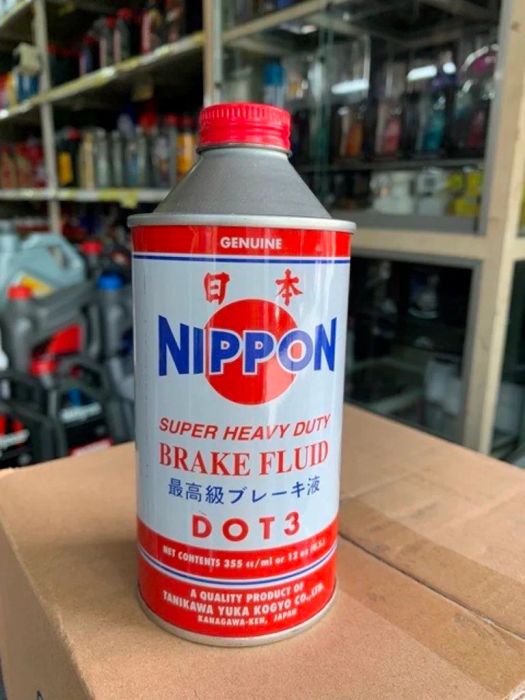 GENUINE
日本
NIPPON
SUPER HEAVY DUTY
BRAKE FLUID
最高級ブレーキ液
DOT3
NET CONTENTS 355 cc/ml or 12 oz (U.S.)
A QUALITY PRODUCT OF
TANIKAWA YUKA KOGYO CO.,LTD.
KANAGAWA-KEN, JAPAN